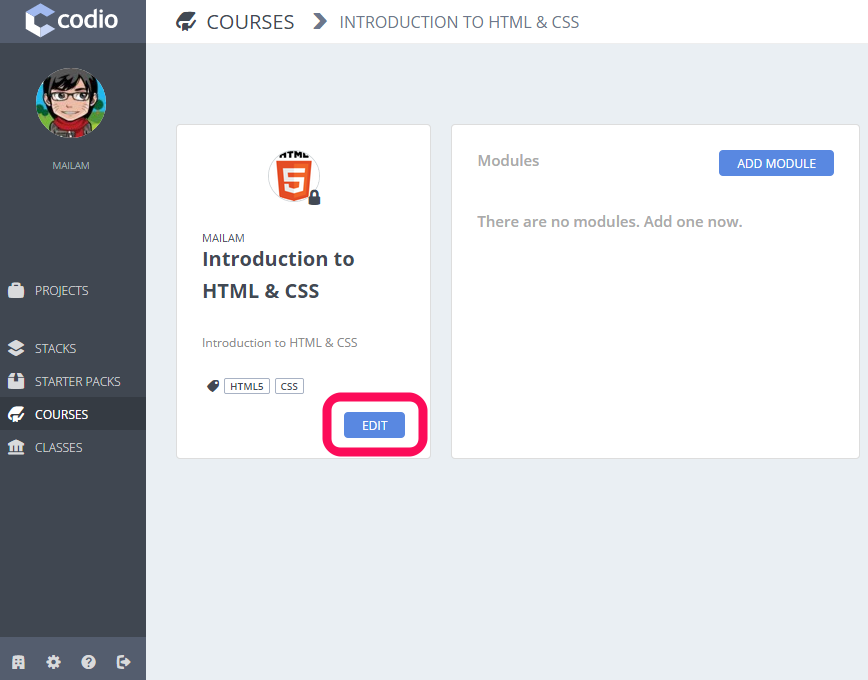 codio
COURSES
INTRODUCTION TO HTML & CSS
MAILAM
PROJECTS
STACKS
STARTER PACKS
COURSES
CLASSES
HTML
5
MAILAM
Introduction to
HTML & CSS
Introduction to HTML & CSS
HTML5 CSS
EDIT
Modules
ADD MODULE
There are no modules. Add one now.